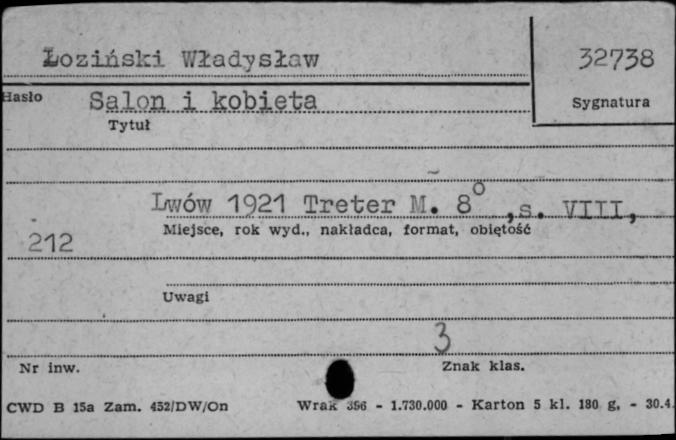 Łoziński Władysław
32738
Hasło
Salon i kobieta
Sygnatura
Tytuł
Lwów 1921 Treter M. 8° ,s. VIII,
Miejsce, rok wyd., nakładca, format, objętość
212
Uwagi
3
Nr inw.
Znak klas.
CWD B 15a Zam. 452/DW/On Wrak 396 - 1.730.000 - Karton 5 kl. 180 g. - 30.4